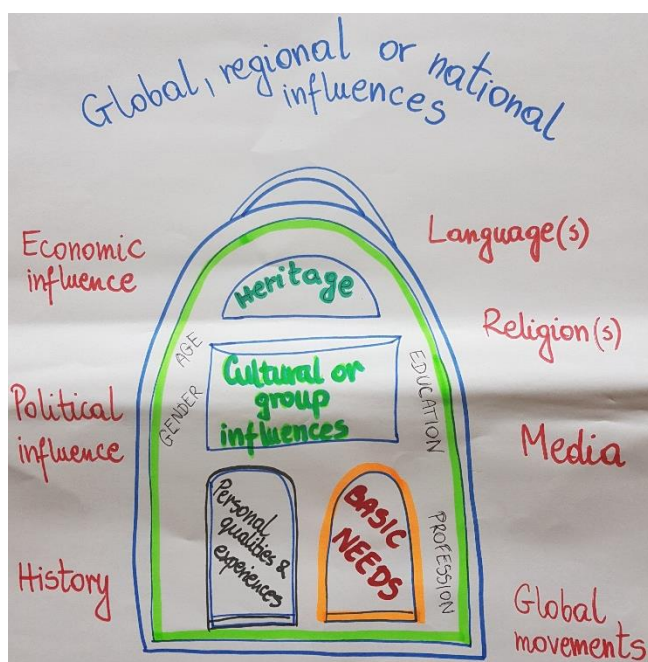 Global, regional or national
influences
Economic
influence
Language(s)
Heritage
Religion(s)
AGE
GENDER
Cultural or
group
influences
EDUCATION
Political
influence
Media
Personal
qualities &
experiences
BASIC
NEEDS
PROFESSION
History
Global
movements